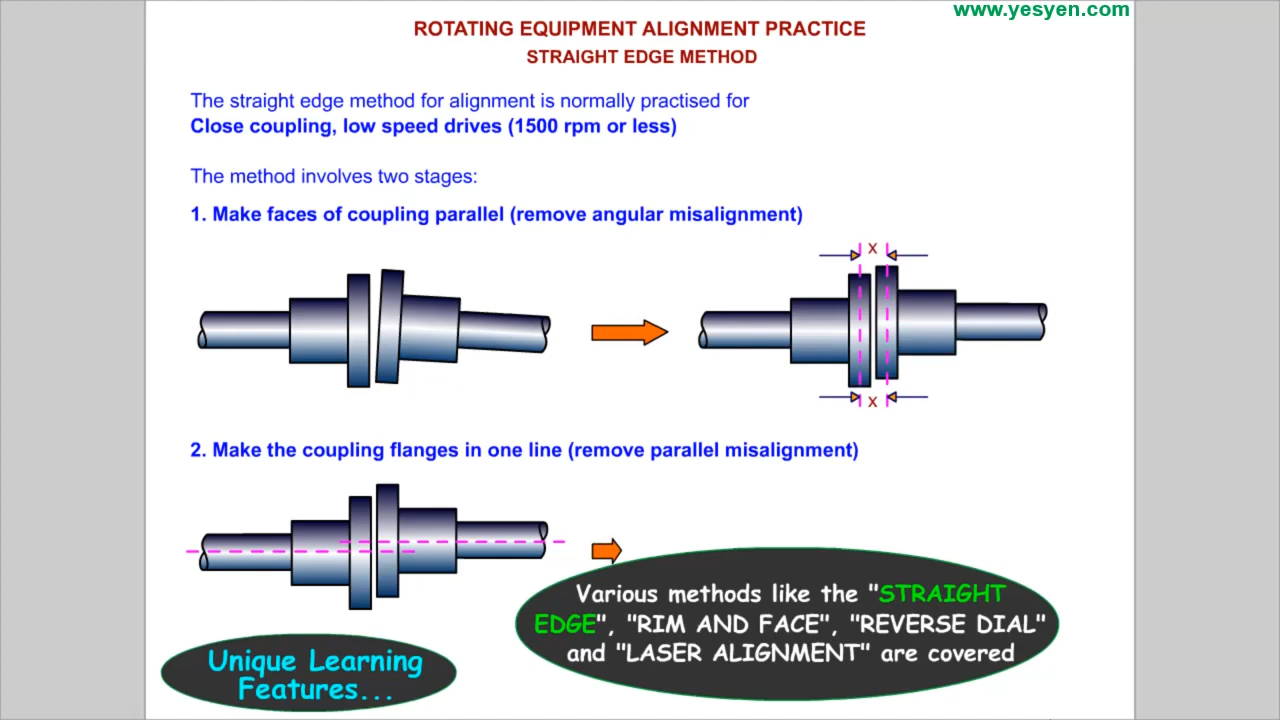 www.yesyen.com
ROTATING EQUIPMENT ALIGNMENT PRACTICE
STRAIGHT EDGE METHOD
The straight edge method for alignment is normally practised for
Close coupling, low speed drives (1500 rpm or less)
The method involves two stages:
1. Make faces of coupling parallel (remove angular misalignment)
x
x
2. Make the coupling flanges in one line (remove parallel misalignment)
Various methods like the "STRAIGHT
EDGE", "RIM AND FACE", "REVERSE DIAL"
and "LASER ALIGNMENT" are covered
Unique Learning
Features...